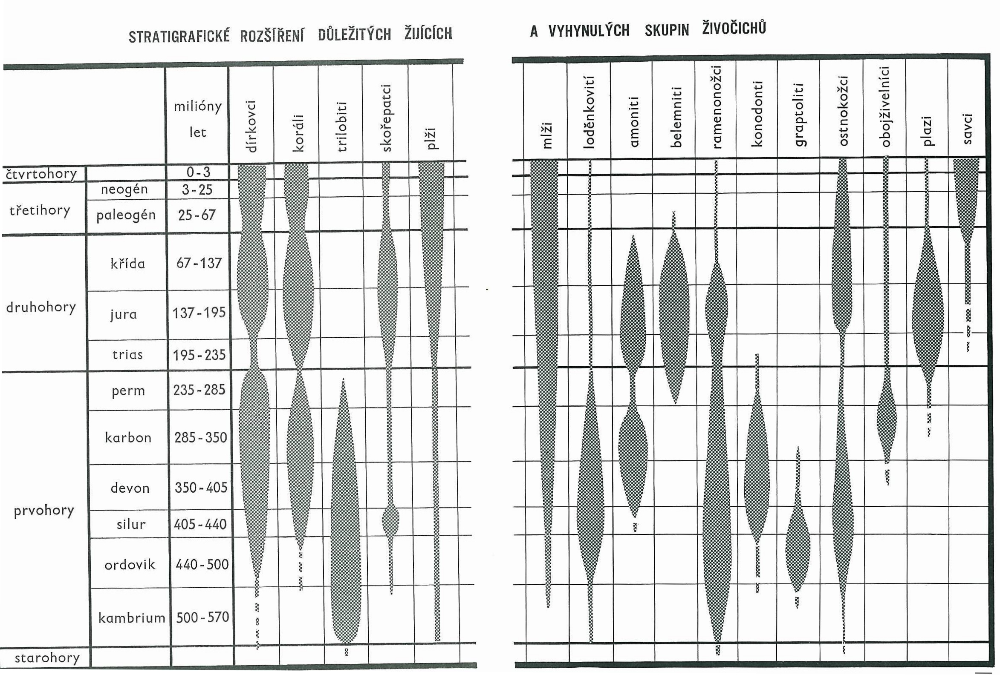 STRATIGRAFICKÉ ROZŠÍŘENÍ DŮLEŽITÝCH ŽIJÍCÍCH A VYHYNULÝCH SKUPIN ŽIVOČICHŮ
milióny
let
dírkovci
koráli
trilobiti
skořepatci
plži
mlži
loděnkovití
amoniti
belemniti
ramenonožci
konodonti
graptoliti
ostnokožci
obojživelníci
plazi
savci
čtvrtohory 0-3
neogén 3-25
třetihory
paleogén 25-67
křída 67-137
druhohory
jura 137-195
trias 195-235
perm 235-285
karbon 285-350
devon 350-405
prvohory
silur 405-440
ordovik 440-500
kambrium 500-570
starohory